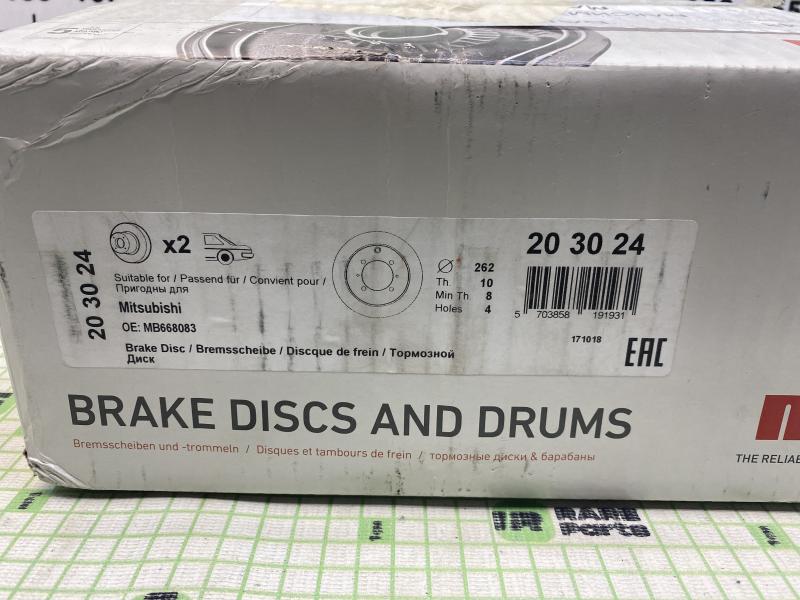 20 30 24
x2
Suitable for / Passend für / Convient pour /
Пригодны для
Mitsubishi
OE: MB668083
Brake Disc / Bremsscheibe / Discque de frein / Тормозной
Диск
262
Th. 10
Min Th. 8
Holes 4
20 30 24
5 703858 191931
171018
EAC
BRAKE DISCS AND DRUMS
Bremsscheiben und -trommeln / Disques et tambours de frein / тормозные диски & барабаны
THE RELIAB
RARE
Parts